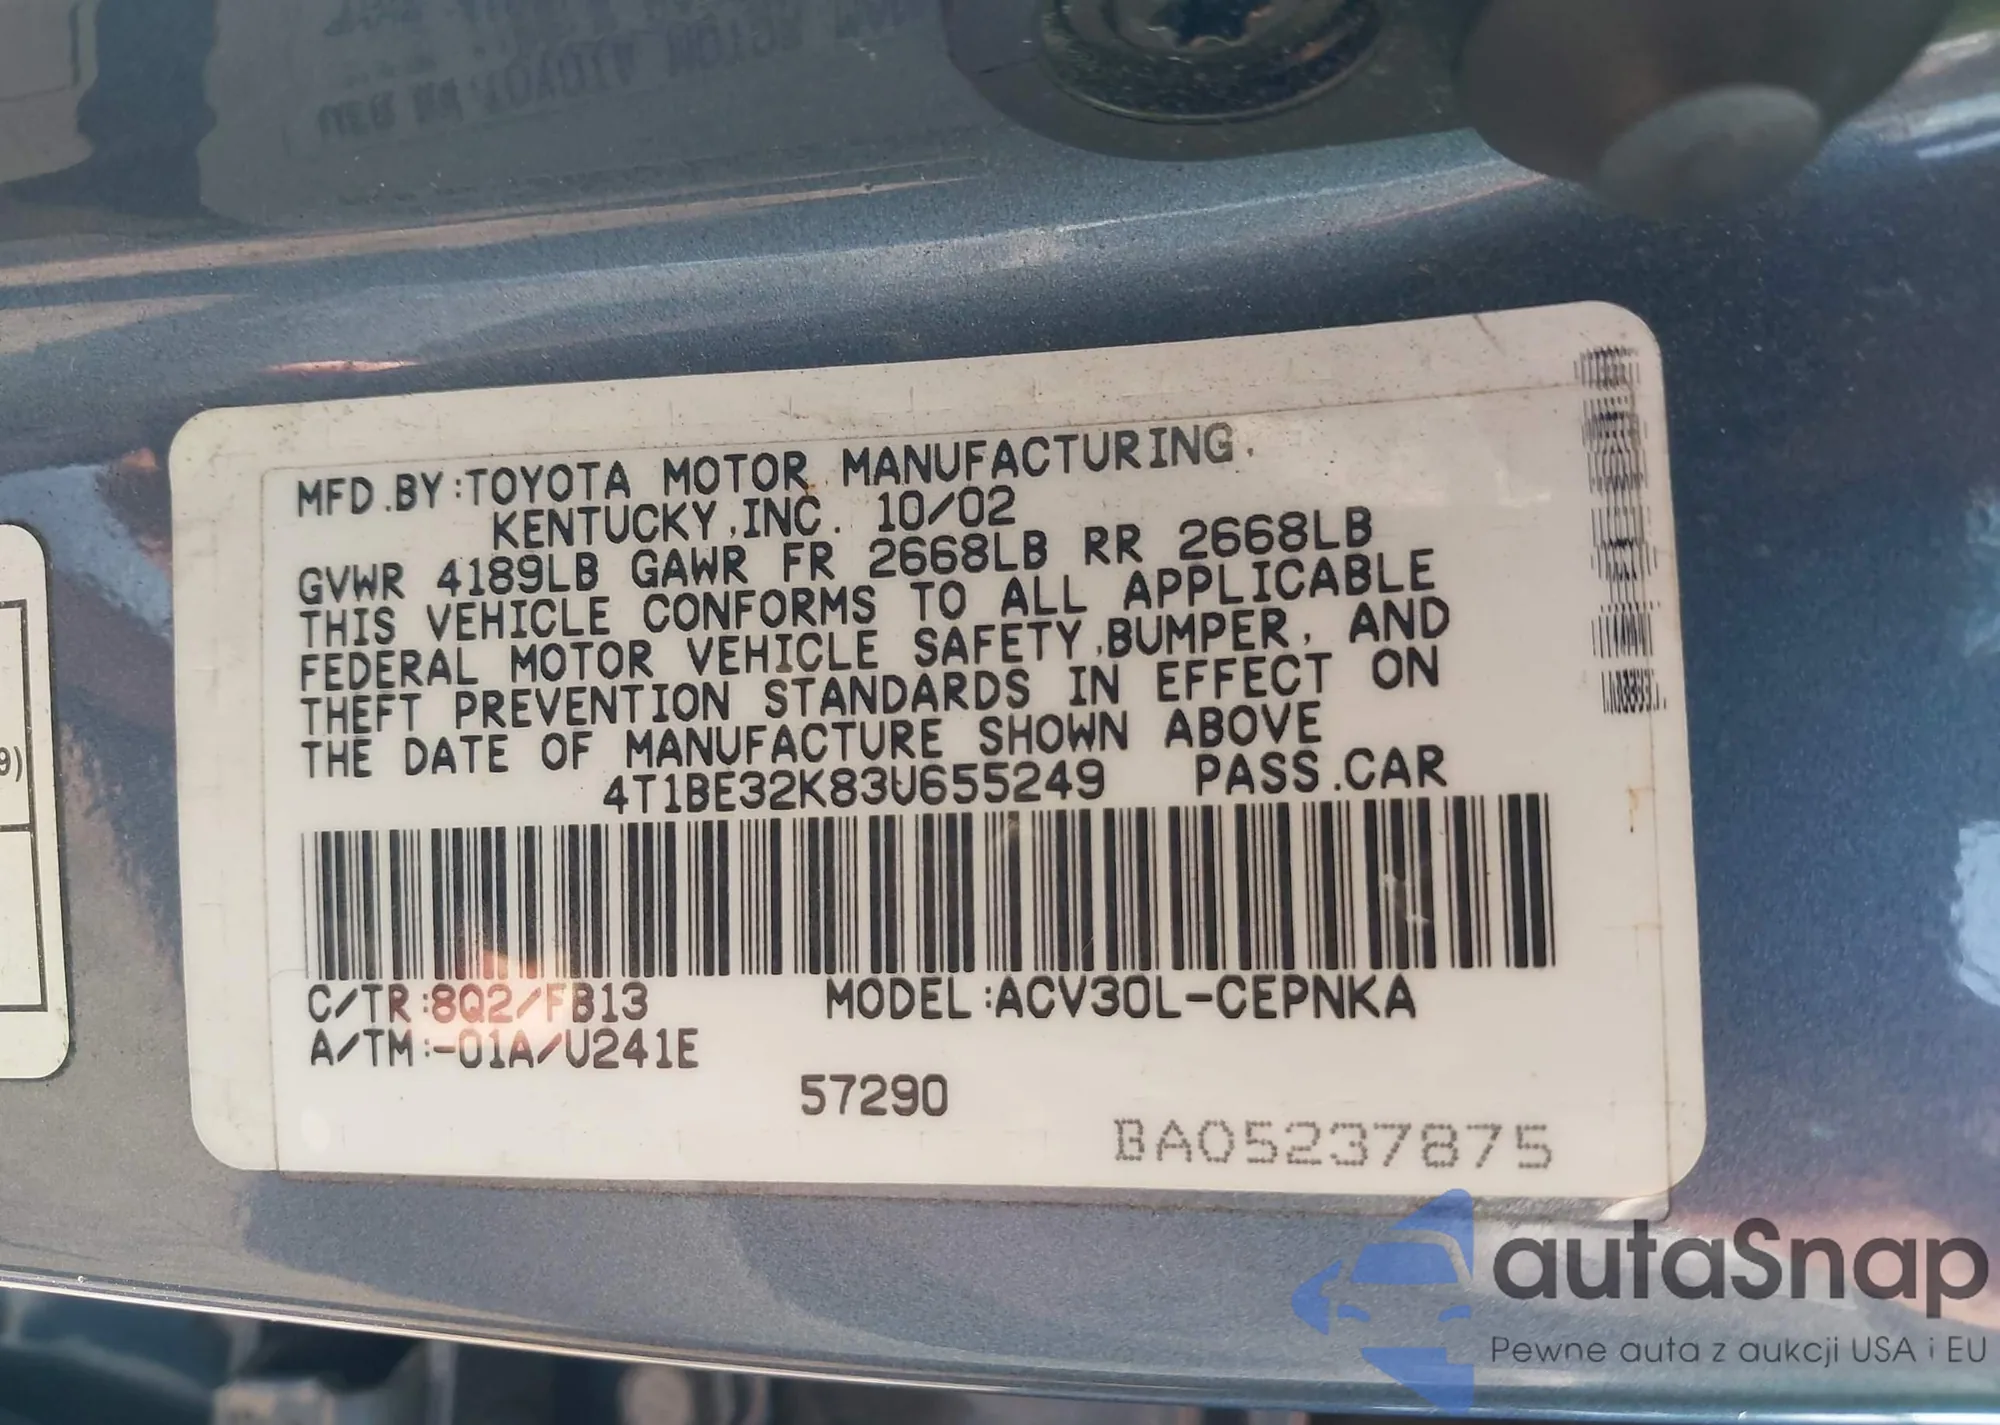 MFD.BY:TOYOTA MOTOR MANUFACTURING.
KENTUCKY,INC. 10/02
GVWR 4189LB GAWR FR 2668LB RR 2668LB
THIS VEHICLE CONFORMS TO ALL APPLICABLE
FEDERAL MOTOR VEHICLE SAFETY,BUMPER, AND
THEFT PREVENTION STANDARDS IN EFFECT ON
THE DATE OF MANUFACTURE SHOWN ABOVE
4T1BE32K83U655249 PASS.CAR
C/TR:8Q2/FB13 MODEL:ACV30L-CEPNKA
A/TM:-01A/U241E
57290
BA05237875
9)
autaSnap
Pewne auta z aukcji USA i EU